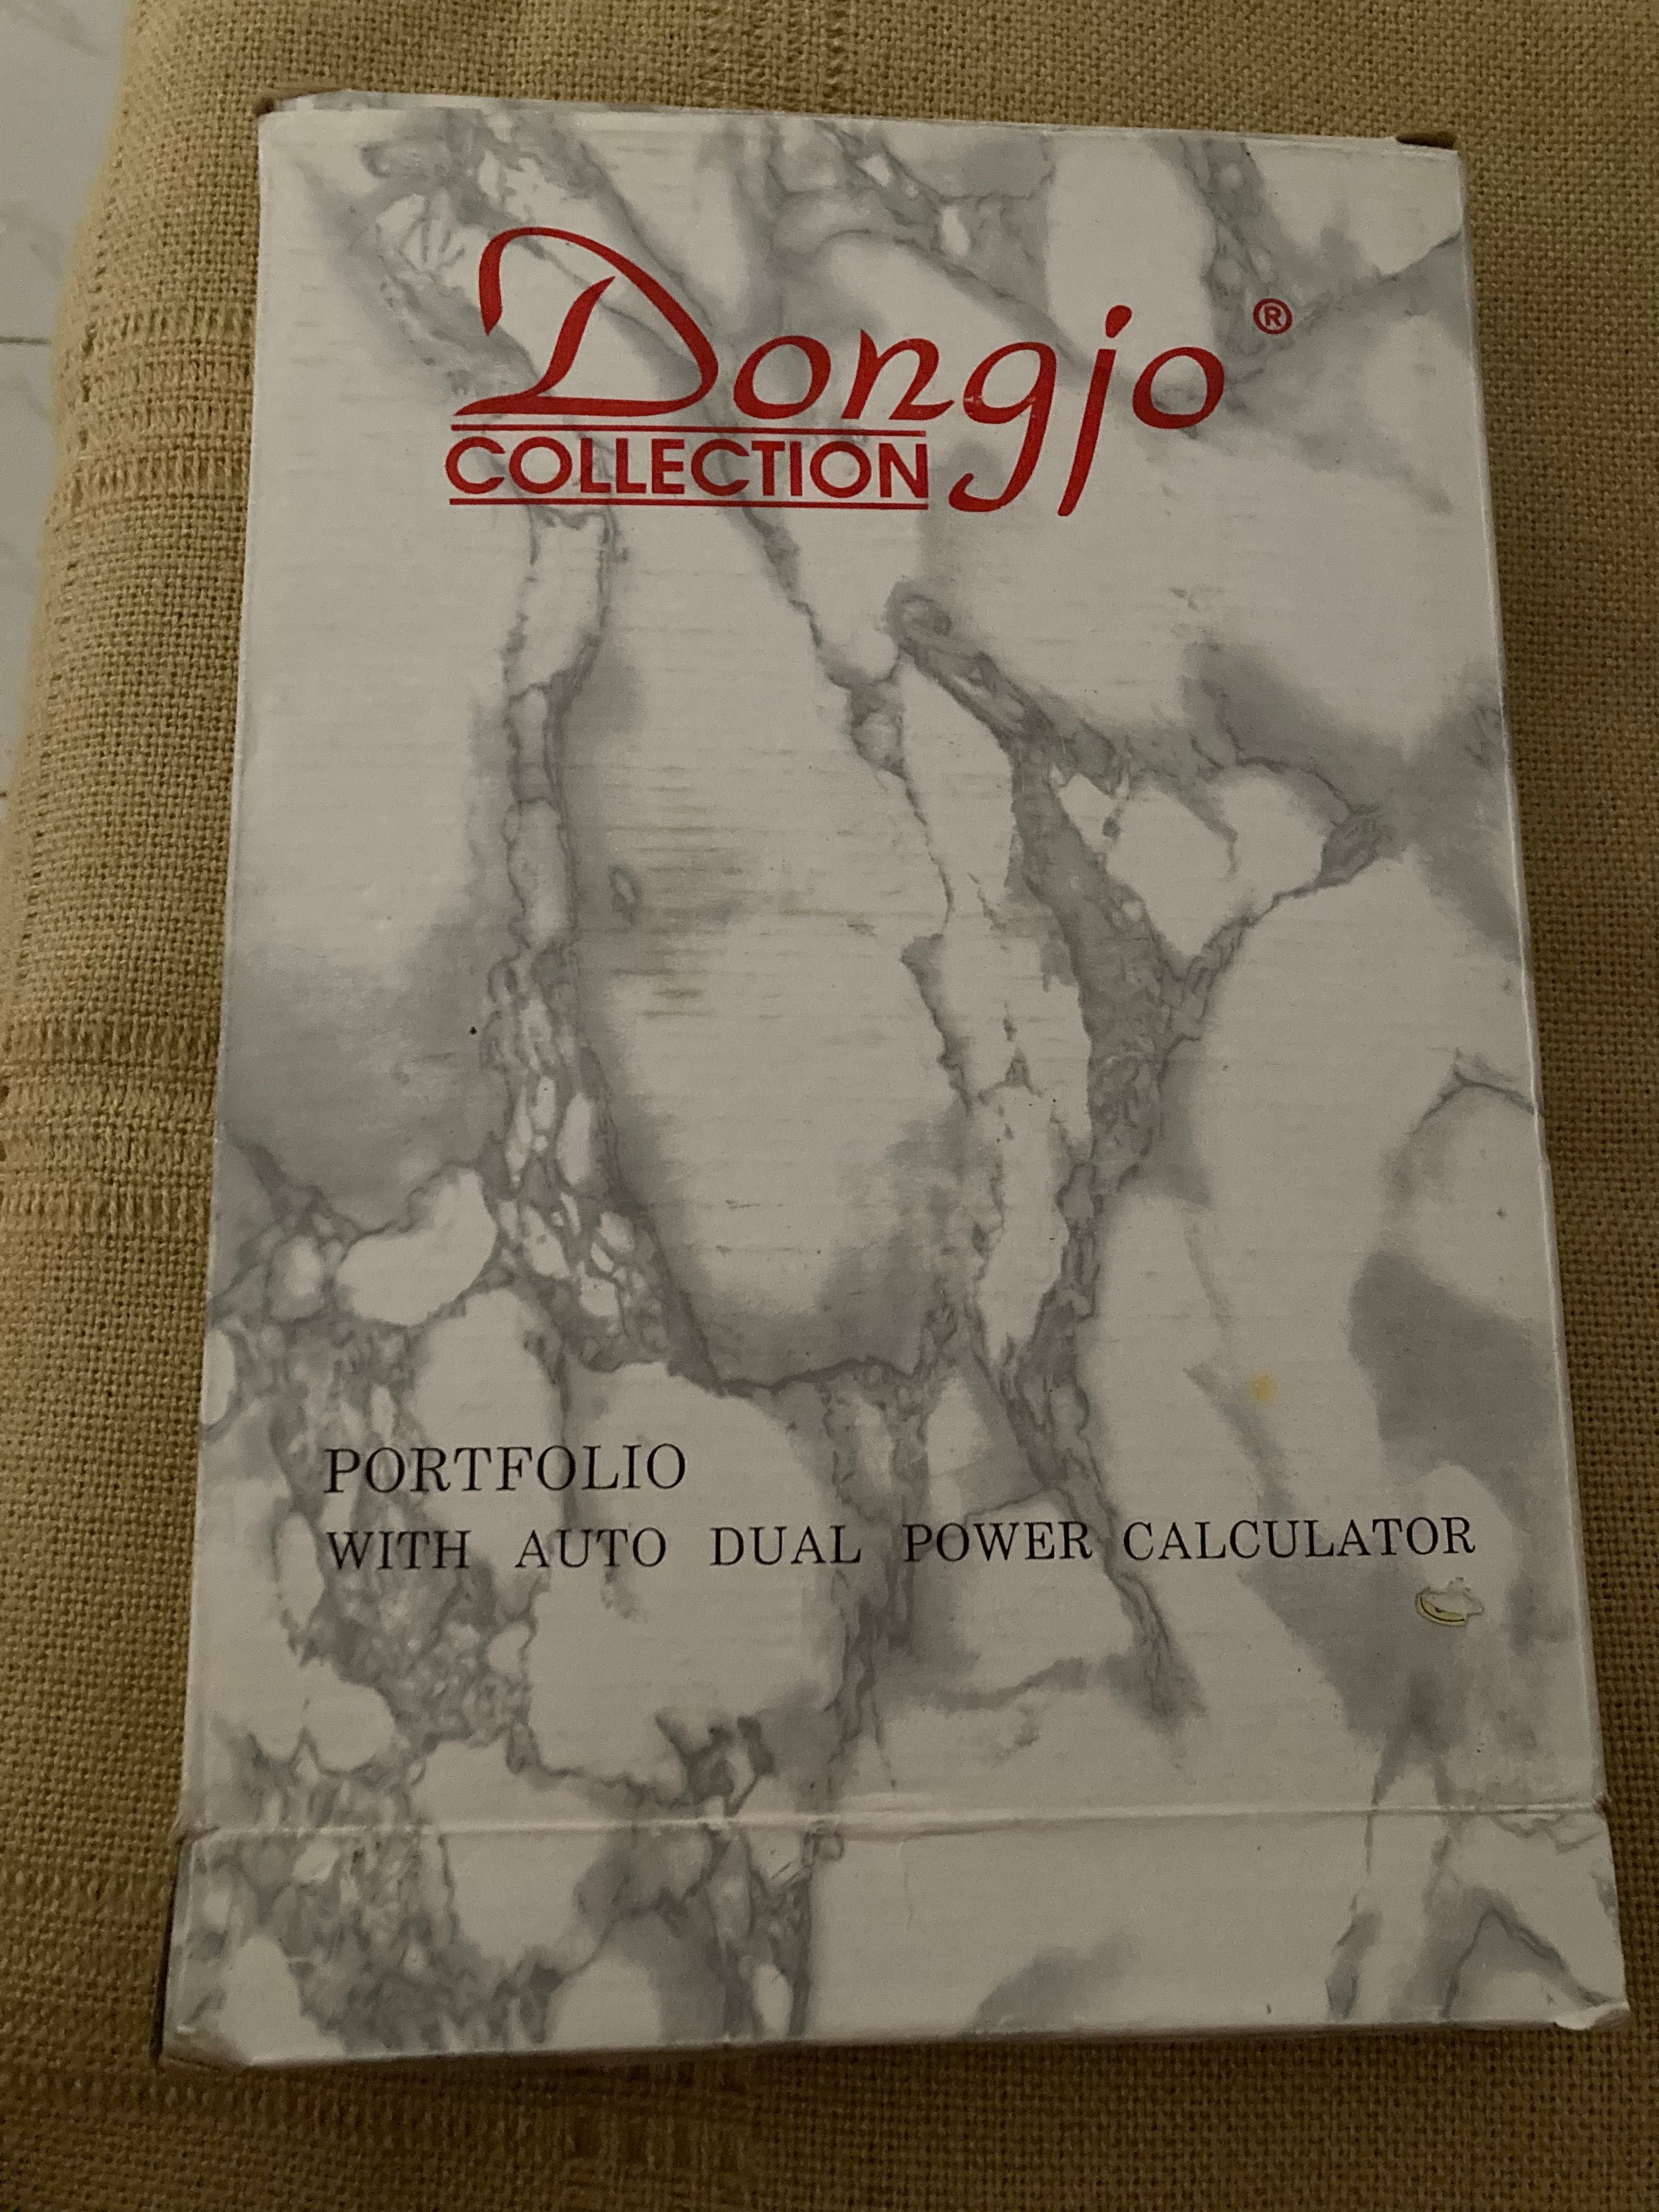 Dongjo®
COLLECTION
PORTFOLIO
WITH AUTO DUAL POWER CALCULATOR